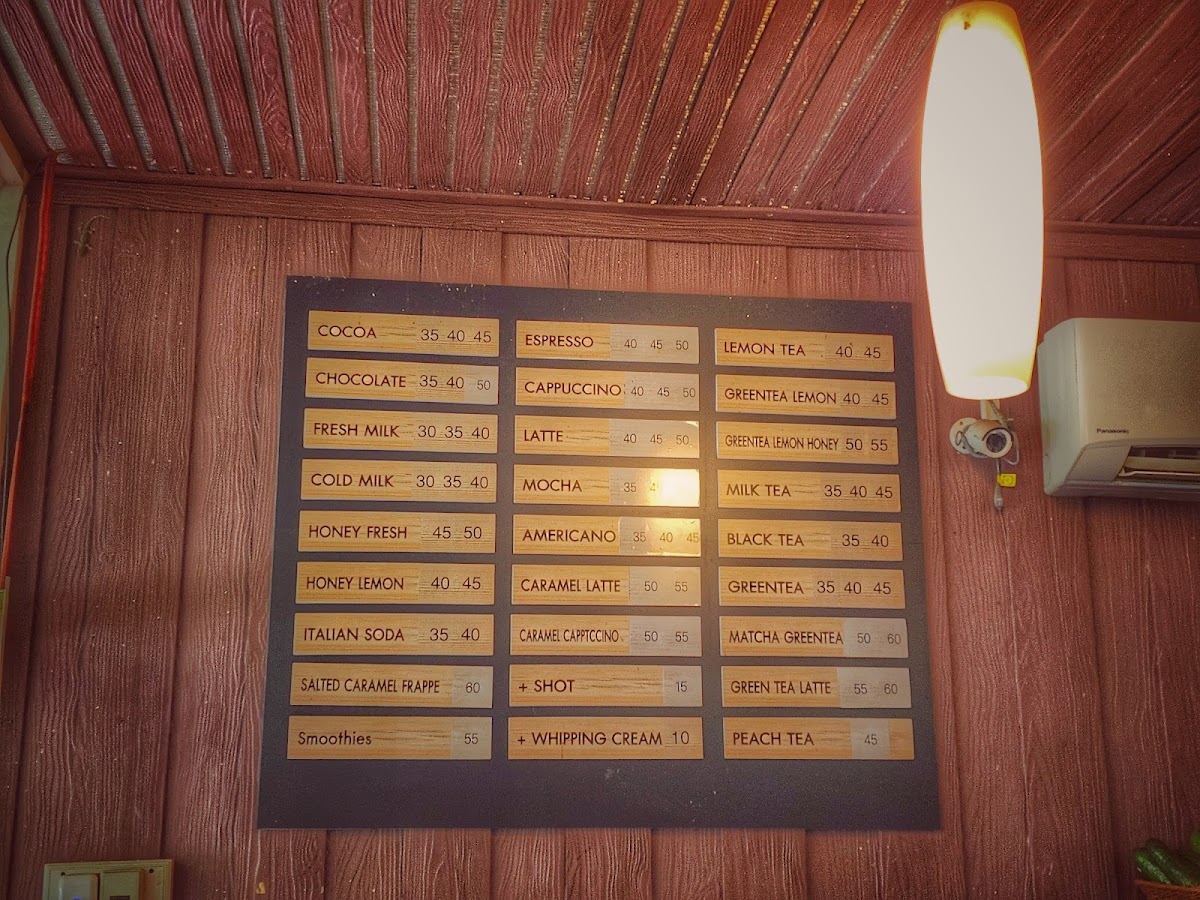 COCOA 35 40 45
CHOCOLATE 35 40 50
FRESH MILK 30 35 40
COLD MILK 30 35 40
HONEY FRESH 45 50
HONEY LEMON 40 45
ITALIAN SODA 35 40
SALTED CARAMEL FRAPPE 60
Smoothies 55
ESPRESSO 40 45 50
CAPPUCCINO 40 45 50
LATTE 40 45 50
MOCHA 35
AMERICANO 35 40 45
CARAMEL LATTE 50 55
CARAMEL CAPPTCCINO 50 55
+ SHOT 15
+ WHIPPING CREAM 10
LEMON TEA 40 45
GREENTEA LEMON 40 45
GREENTEA LEMON HONEY 50 55
MILK TEA 35 40 45
BLACK TEA 35 40
GREENTEA 35 40 45
MATCHA GREENTEA 50 60
GREEN TEA LATTE 55 60
PEACH TEA 45
Panasonic